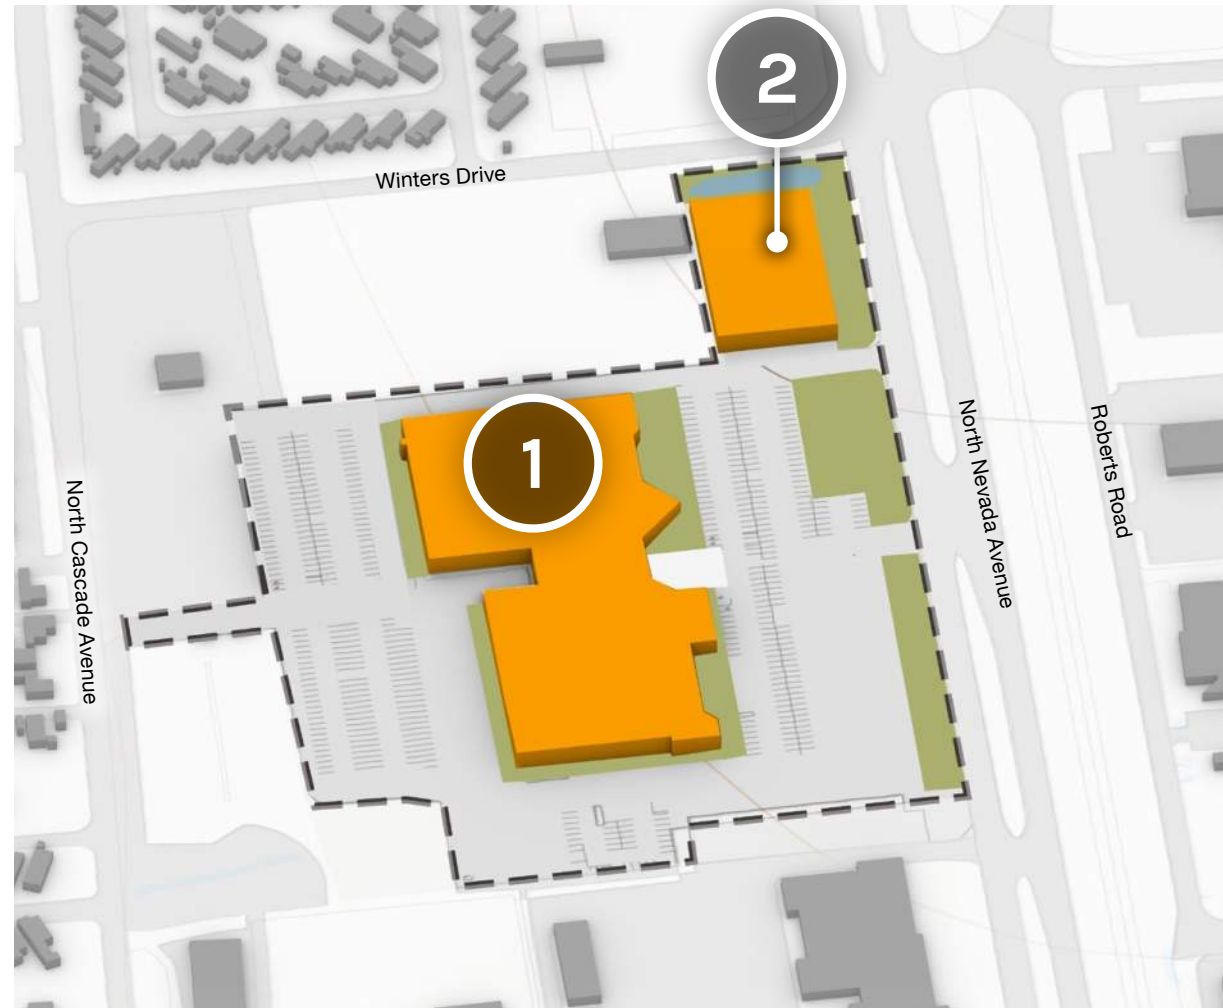 2
Winters Drive
1
North Cascade Avenue
North Nevada Avenue
Roberts Road